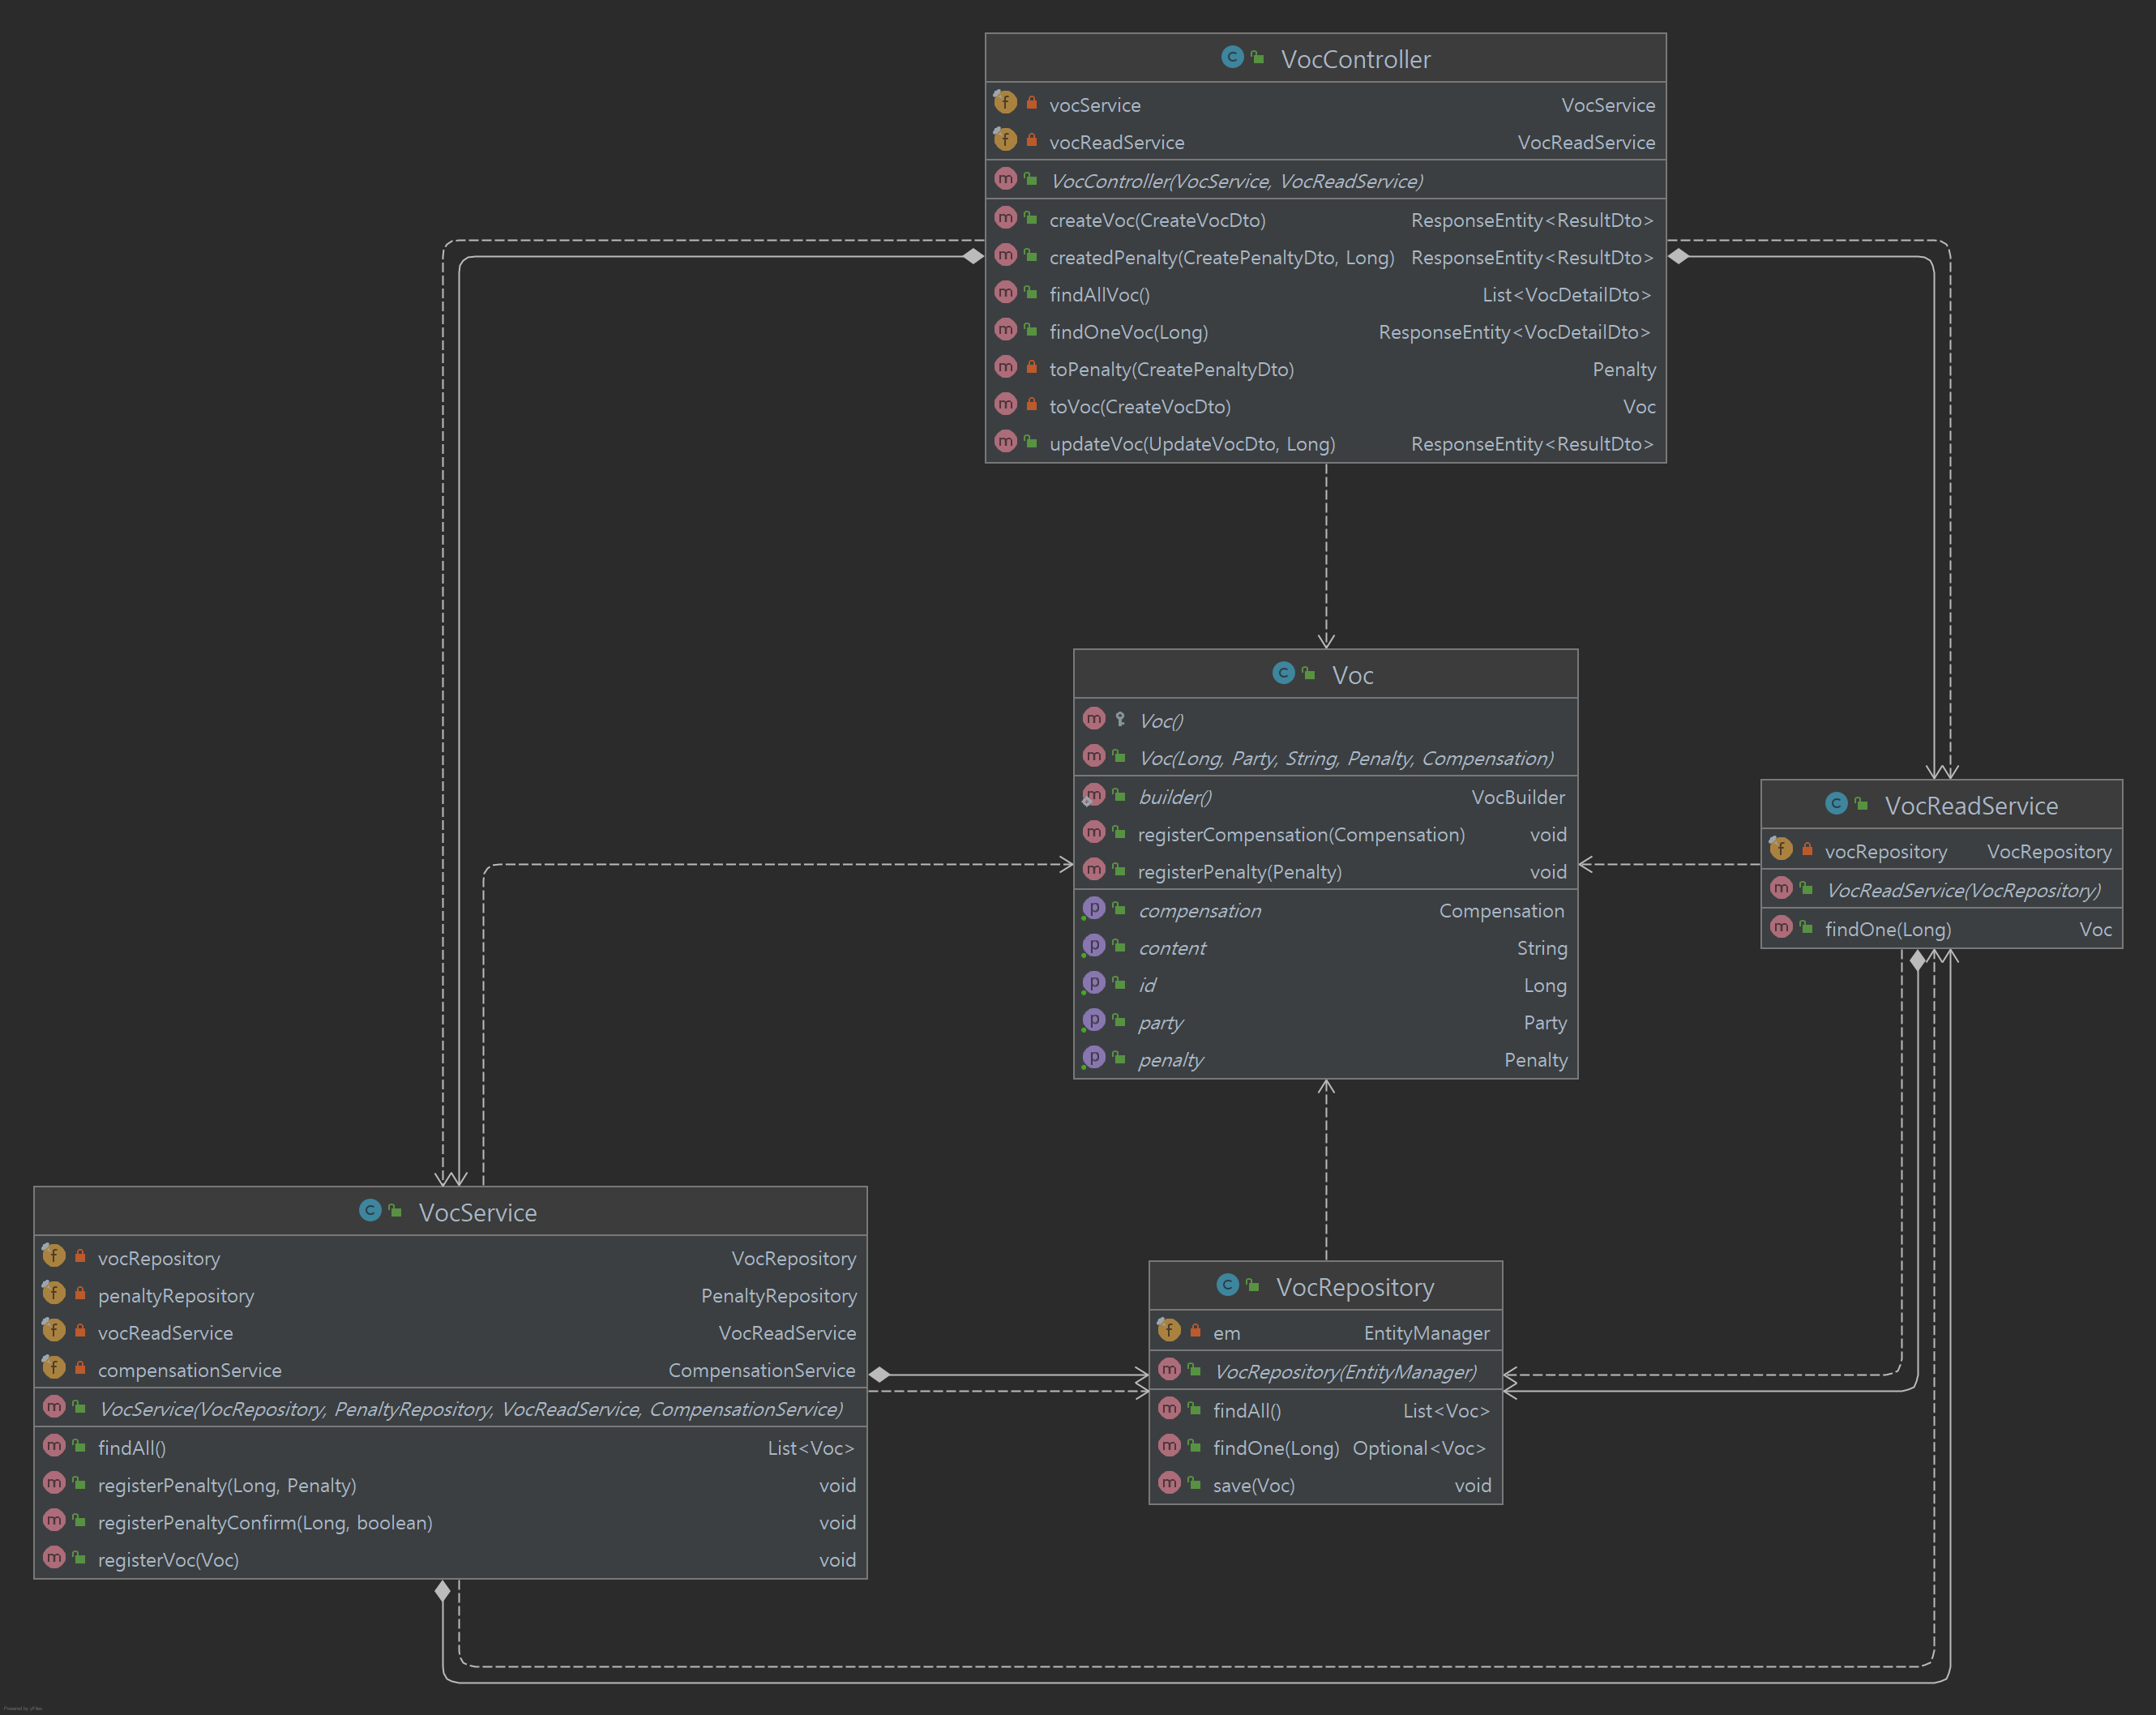 VocController
vocService VocService
vocReadService VocReadService
VocController(VocService, VocReadService)
createVoc(CreateVocDto) ResponseEntity<ResultDto>
createdPenalty(CreatePenaltyDto, Long) ResponseEntity<ResultDto>
findAllVoc() List<VocDetailDto>
findOneVoc(Long) ResponseEntity<VocDetailDto>
toPenalty(CreatePenaltyDto) Penalty
toVoc(CreateVocDto) Voc
updateVoc(UpdateVocDto, Long) ResponseEntity<ResultDto>
Voc
Voc()
Voc(Long, Party, String, Penalty, Compensation)
builder() VocBuilder
registerCompensation(Compensation) void
registerPenalty(Penalty) void
compensation Compensation
content String
id Long
party Party
penalty Penalty
VocReadService
vocRepository VocRepository
VocReadService(VocRepository)
findOne(Long) Voc
VocService
vocRepository VocRepository
penaltyRepository PenaltyRepository
vocReadService VocReadService
compensationService CompensationService
VocService(VocRepository, PenaltyRepository, VocReadService, CompensationService)
findAll() List<Voc>
registerPenalty(Long, Penalty) void
registerPenaltyConfirm(Long, boolean) void
registerVoc(Voc) void
VocRepository
em EntityManager
VocRepository(EntityManager)
findAll() List<Voc>
findOne(Long) Optional<Voc>
save(Voc) void
Powered by yFiles